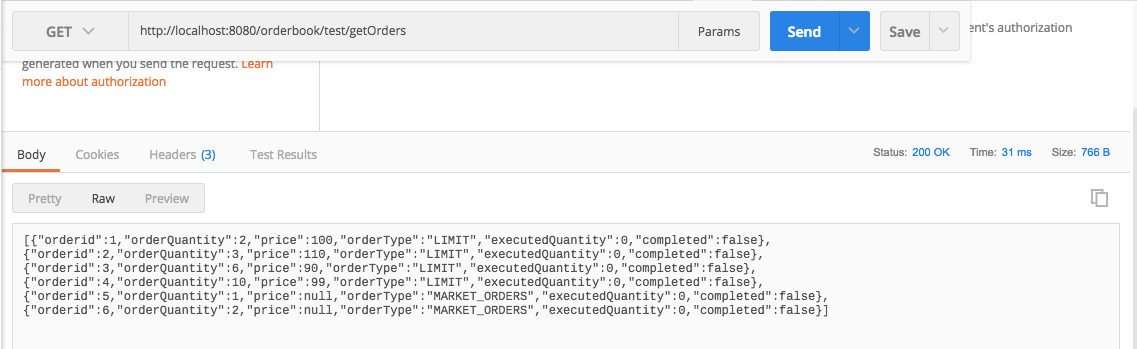 GET http://localhost:8080/orderbook/test/getOrders Params Send Save ent's authorization
generated when you send the request. Learn
more about authorization
Body Cookies Headers (3) Test Results Status: 200 OK Time: 31 ms Size: 766 B
Pretty Raw Preview
[{"orderid":1,"orderQuantity":2,"price":100,"orderType":"LIMIT","executedQuantity":0,"completed":false},
{"orderid":2,"orderQuantity":3,"price":110,"orderType":"LIMIT","executedQuantity":0,"completed":false},
{"orderid":3,"orderQuantity":6,"price":90,"orderType":"LIMIT","executedQuantity":0,"completed":false},
{"orderid":4,"orderQuantity":10,"price":99,"orderType":"LIMIT","executedQuantity":0,"completed":false},
{"orderid":5,"orderQuantity":1,"price":null,"orderType":"MARKET_ORDERS","executedQuantity":0,"completed":false},
{"orderid":6,"orderQuantity":2,"price":null,"orderType":"MARKET_ORDERS","executedQuantity":0,"completed":false}]